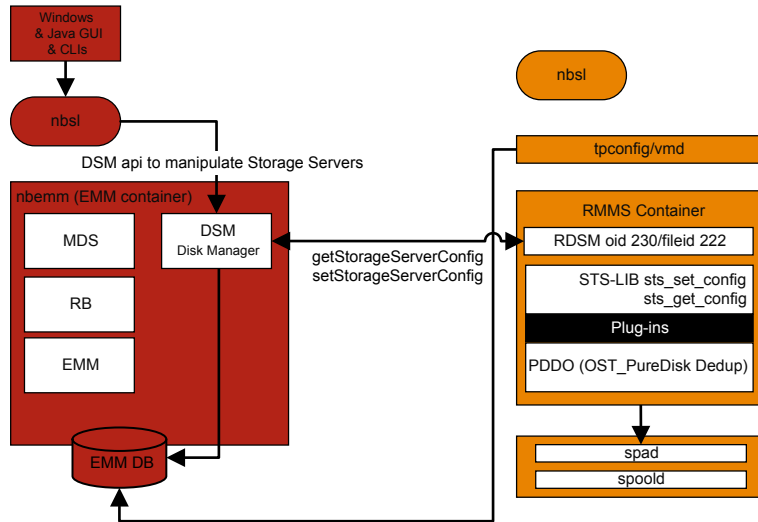 Windows
& Java GUI
& CLIs
nbsl
nbsl
DSM api to manipulate Storage Servers
tpconfig/vmd
nbemm (EMM container)
MDS
RB
EMM
DSM
Disk Manager
EMM DB
getStorageServerConfig
setStorageServerConfig
RMMS Container
RDSM oid 230/fileid 222
STS-LIB sts_set_config
sts_get_config
Plug-ins
PDDO (OST_PureDisk Dedup)
spad
spoold